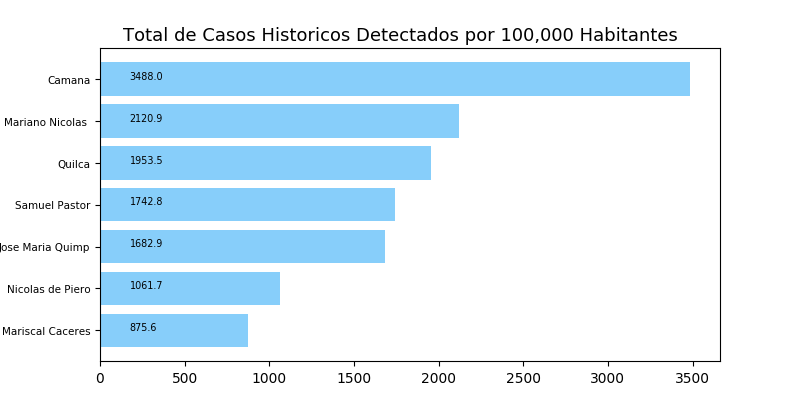 Total de Casos Historicos Detectados por 100,000 Habitantes
Camana 3488.0
Mariano Nicolas 2120.9
Quilca 1953.5
Samuel Pastor 1742.8
Jose Maria Quimp 1682.9
Nicolas de Piero 1061.7
Mariscal Caceres 875.6
0 500 1000 1500 2000 2500 3000 3500